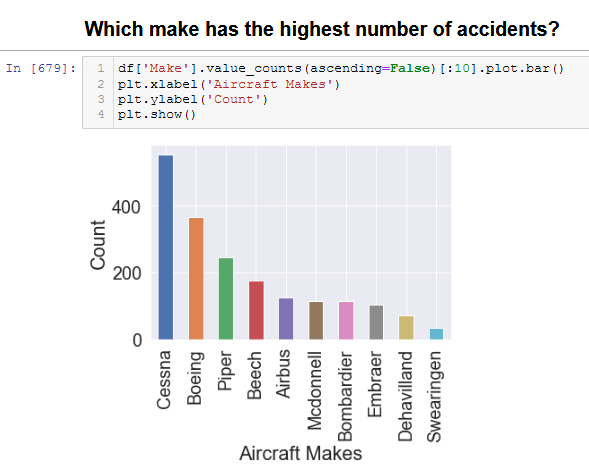 Which make has the highest number of accidents?
In [679]:
1 df['Make'].value_counts(ascending=False)[:10].plot.bar()
2 plt.xlabel('Aircraft Makes')
3 plt.ylabel('Count')
4 plt.show()
Count
400
200
0
Cessna
Boeing
Piper
Beech
Airbus
Mcdonnell
Bombardier
Embraer
Dehavilland
Swearingen
Aircraft Makes